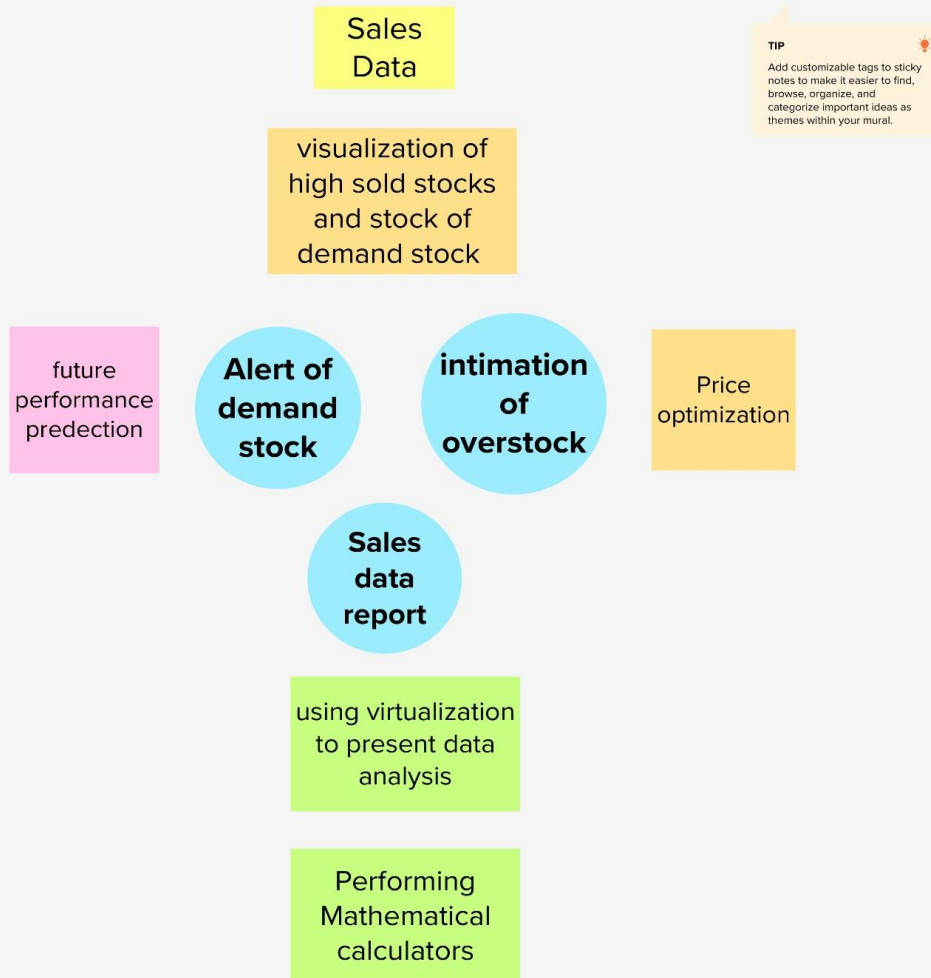 Sales
Data
TIP
Add customizable tags to sticky
notes to make it easier to find,
browse, organize, and
categorize important ideas as
themes within your mural.
visualization of
high sold stocks
and stock of
demand stock
future
performance
predection
Alert of
demand
stock
intimation
of
overstock
Price
optimization
Sales
data
report
using virtualization
to present data
analysis
Performing
Mathematical
calculators